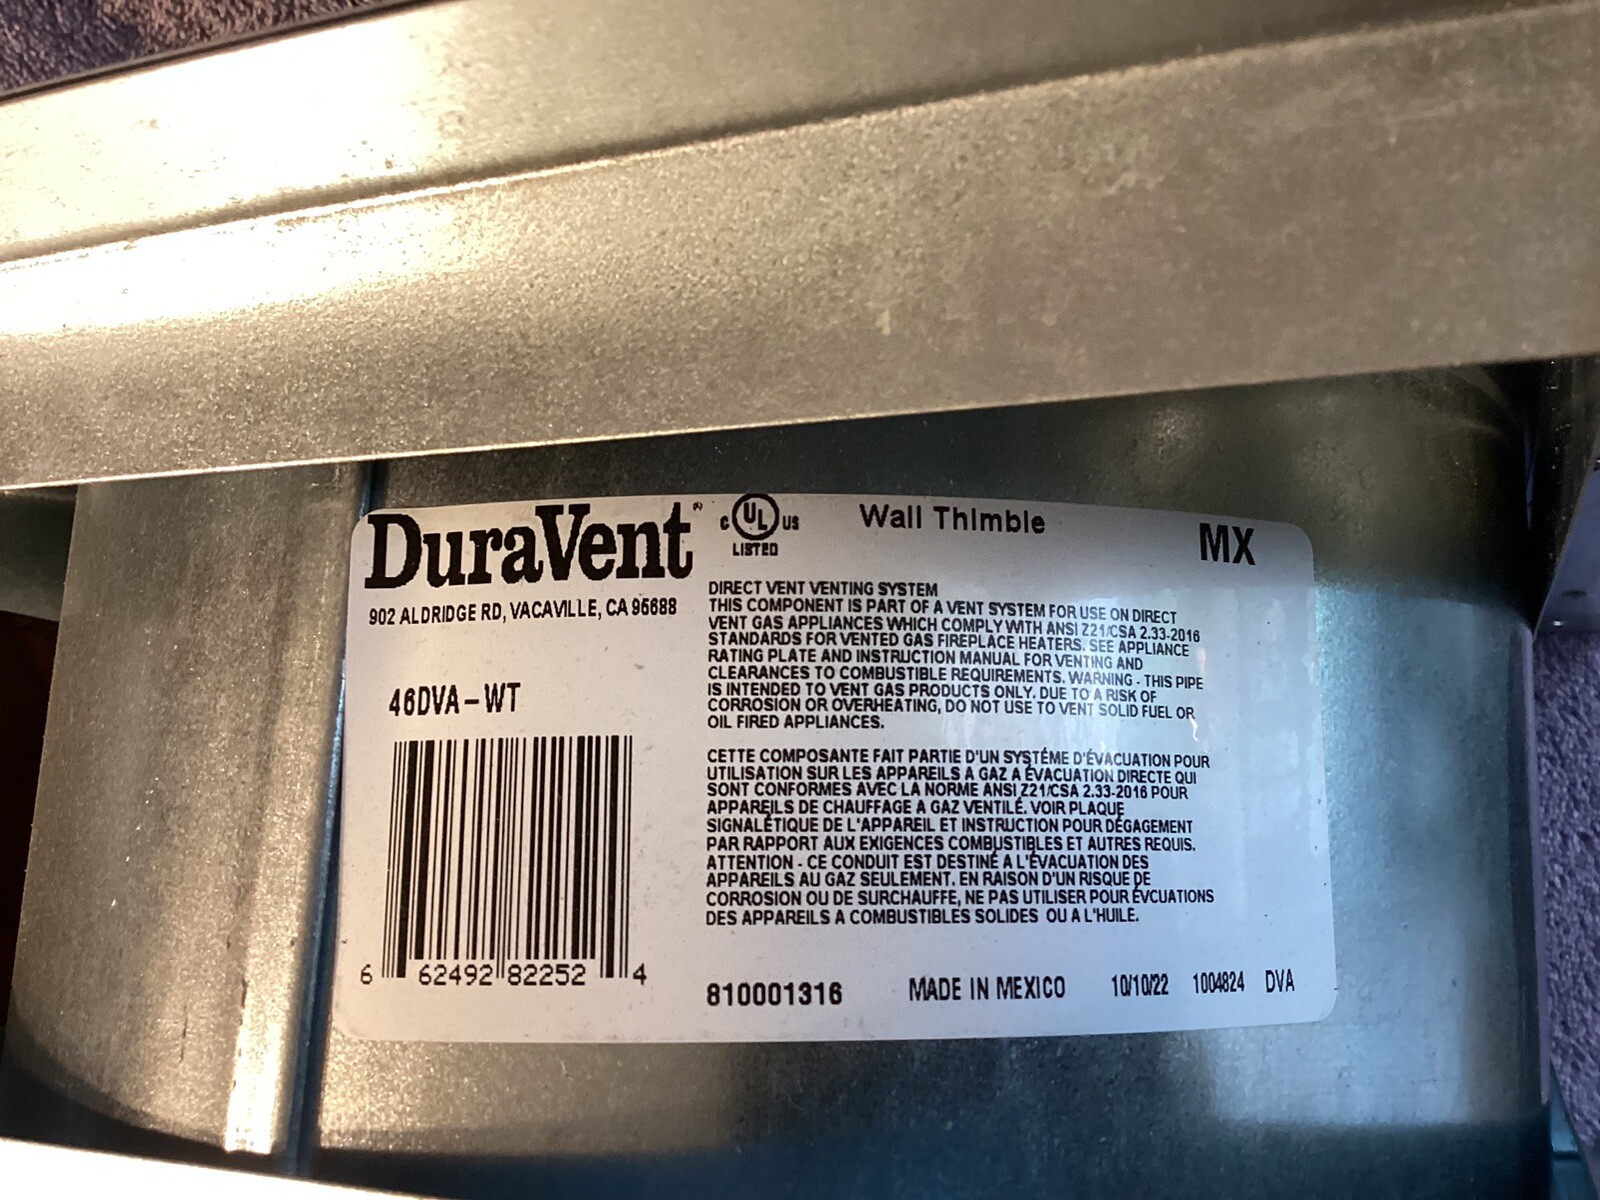 DuraVent™
902 ALDRIDGE RD, VACAVILLE, CA 95688
46DVA-WT
6 62492 82252 4
C UL US
LISTED
Wall Thimble
MX
DIRECT VENT VENTING SYSTEM
THIS COMPONENT IS PART OF A VENT SYSTEM FOR USE ON DIRECT
VENT GAS APPLIANCES WHICH COMPLY WITH ANSI Z21/CSA 2.33-2016
STANDARDS FOR VENTED GAS FIREPLACE HEATERS. SEE APPLIANCE
RATING PLATE AND INSTRUCTION MANUAL FOR VENTING AND
CLEARANCES TO COMBUSTIBLE REQUIREMENTS. WARNING - THIS PIPE
IS INTENDED TO VENT GAS PRODUCTS ONLY. DUE TO A RISK OF
CORROSION OR OVERHEATING, DO NOT USE TO VENT SOLID FUEL OR
OIL FIRED APPLIANCES.
CETTE COMPOSANTE FAIT PARTIE D'UN SYSTÉME D'ÉVACUATION POUR
UTILISATION SUR LES APPAREILS A GAZ A ÉVACUATION DIRECTE QUI
SONT CONFORMES AVEC LA NORME ANSI Z21/CSA 2.33-2016 POUR
APPAREILS DE CHAUFFAGE A GAZ VENTILÉ. VOIR PLAQUE
SIGNALÉTIQUE DE L'APPAREIL ET INSTRUCTION POUR DÉGAGEMENT
PAR RAPPORT AUX EXIGENCES COMBUSTIBLES ET AUTRES REQUIS.
ATTENTION - CE CONDUIT EST DESTINÉ A L'ÉVACUATION DES
APPAREILS AU GAZ SEULEMENT. EN RAISON D'UN RISQUE DE
CORROSION OU DE SURCHAUFFE, NE PAS UTILISER POUR ÉVCUATIONS
DES APPAREILS A COMBUSTIBLES SOLIDES OU A L'HUILE.
810001316 MADE IN MEXICO 10/10/22 1004824 DVA